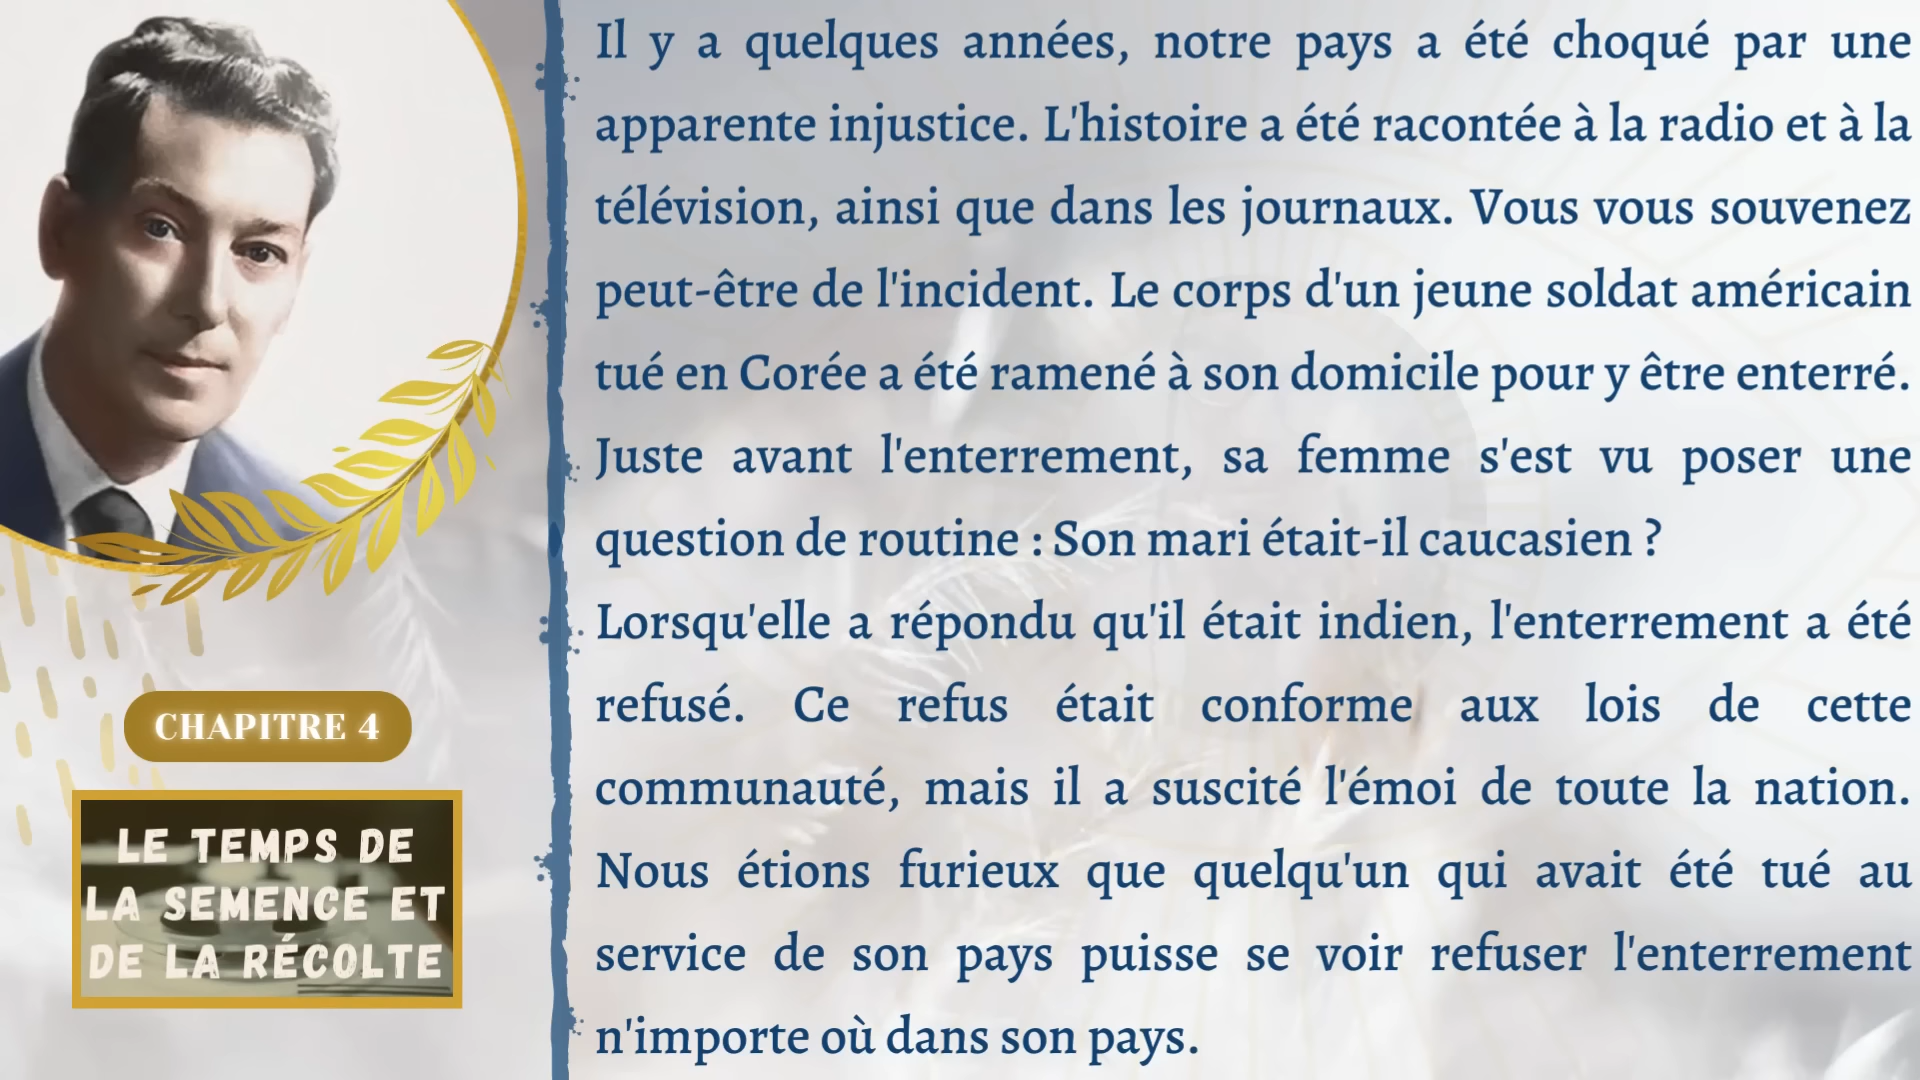 Il y a quelques années, notre pays a été choqué par une
apparente injustice. L'histoire a été racontée à la radio et à la
télévision, ainsi que dans les journaux. Vous vous souvenez
peut-être de l'incident. Le corps d'un jeune soldat américain
tué en Corée a été ramené à son domicile pour y être enterré.
Juste avant l'enterrement, sa femme s'est vu poser une
question de routine : Son mari était-il caucasien ?
Lorsqu'elle a répondu qu'il était indien, l'enterrement a été
refusé. Ce refus était conforme aux lois de cette
communauté, mais il a suscité l'émoi de toute la nation.
Nous étions furieux que quelqu'un qui avait été tué au
service de son pays puisse se voir refuser l'enterrement
n'importe où dans son pays.
CHAPITRE 4
LE TEMPS DE
LA SEMENCE ET
DE LA RÉCOLTE